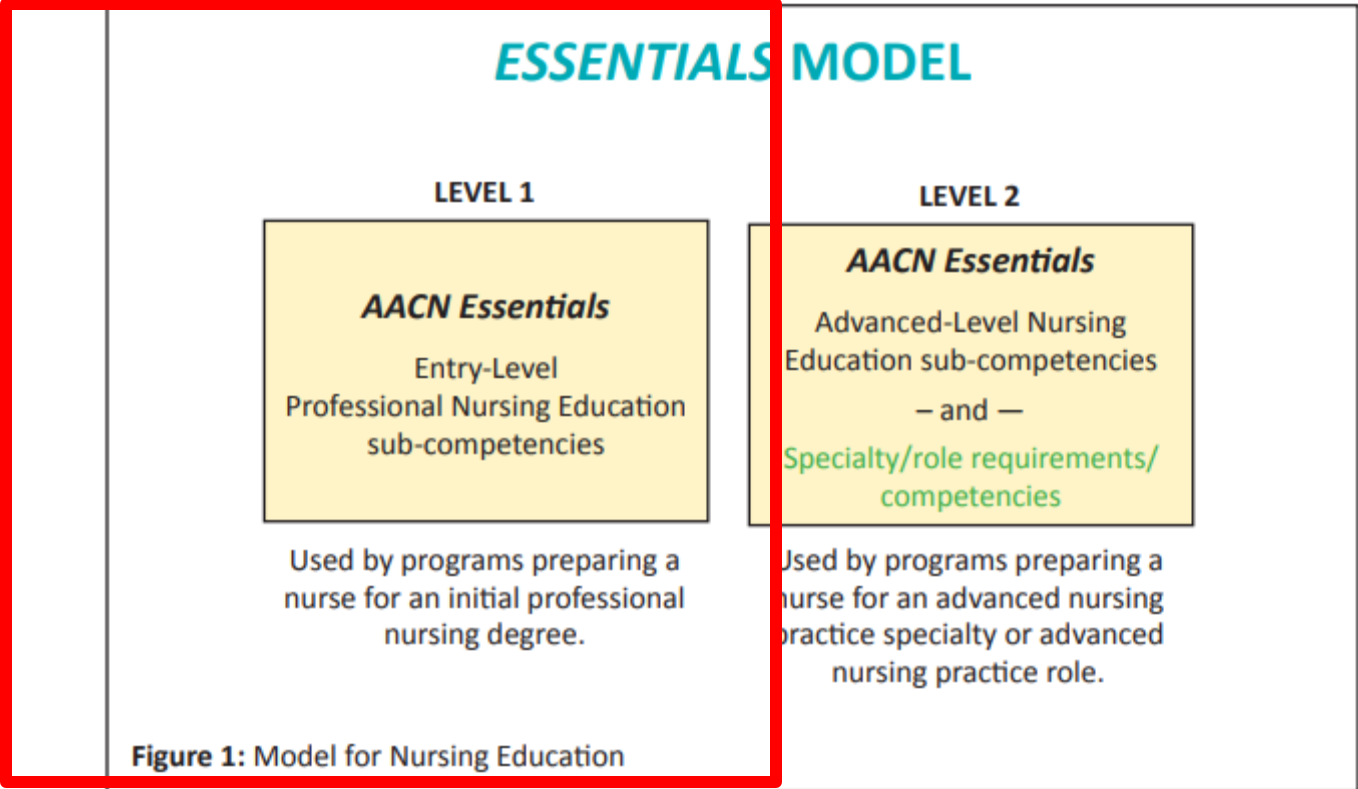 ESSENTIALS MODEL
LEVEL 1
AACN Essentials
Entry-Level
Professional Nursing Education
sub-competencies
Used by programs preparing a
nurse for an initial professional
nursing degree.
LEVEL 2
AACN Essentials
Advanced-Level Nursing
Education sub-competencies
– and —
Specialty/role requirements/
competencies
Used by programs preparing a
nurse for an advanced nursing
practice specialty or advanced
nursing practice role.
Figure 1: Model for Nursing Education